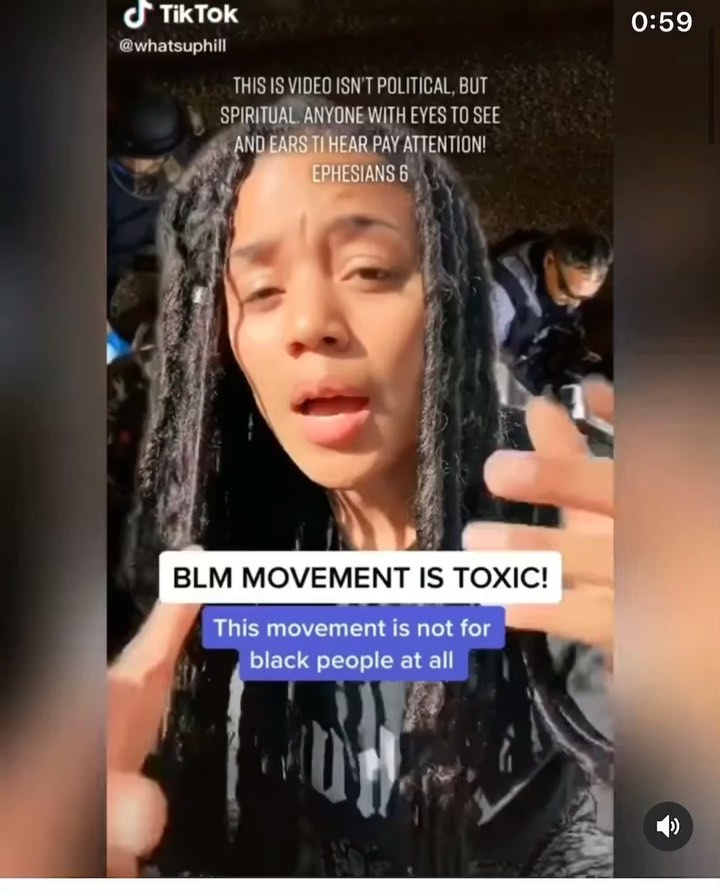 TikTok
0:59
@whatsuphill
THIS IS VIDEO ISN'T POLITICAL, BUT
SPIRITUAL. ANYONE WITH EYES TO SEE
AND EARS TI HEAR PAY ATTENTION!
EPHESIANS 6
BLM MOVEMENT IS TOXIC!
This movement is not for
black people at all